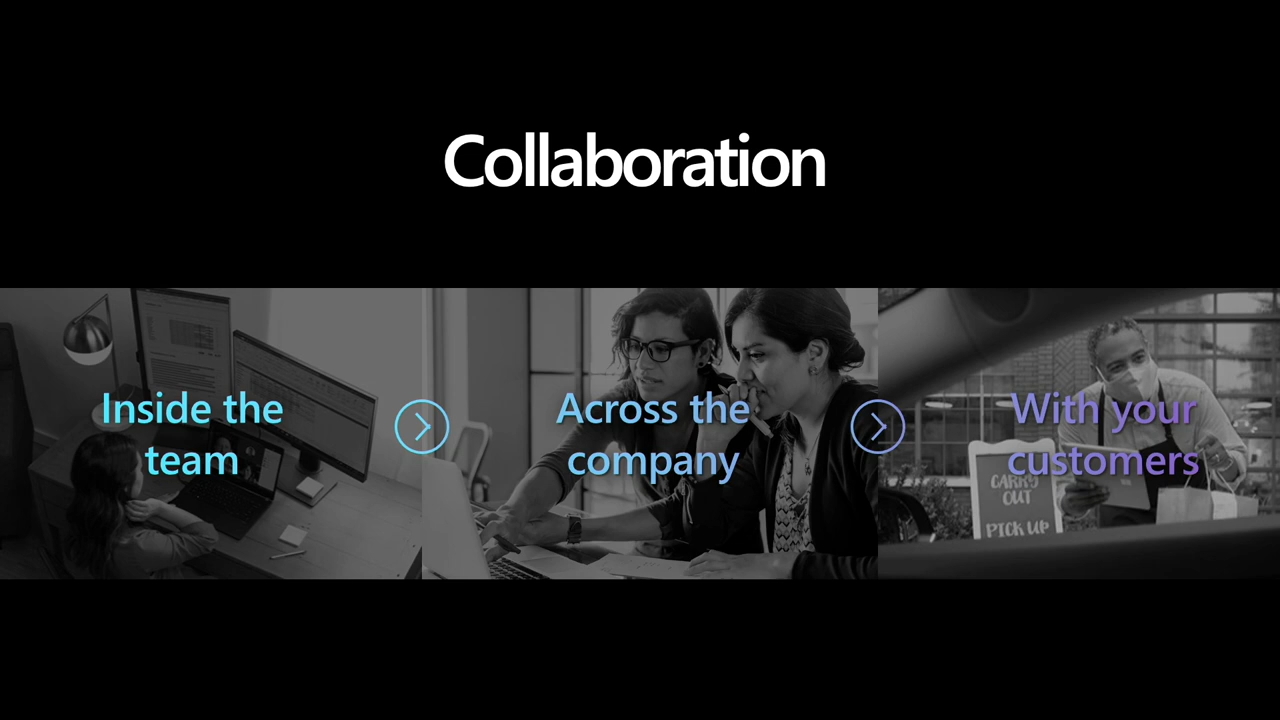 Collaboration
Inside the
team
Across the
company
With your
customers
CARRY
OUT
PICK UP